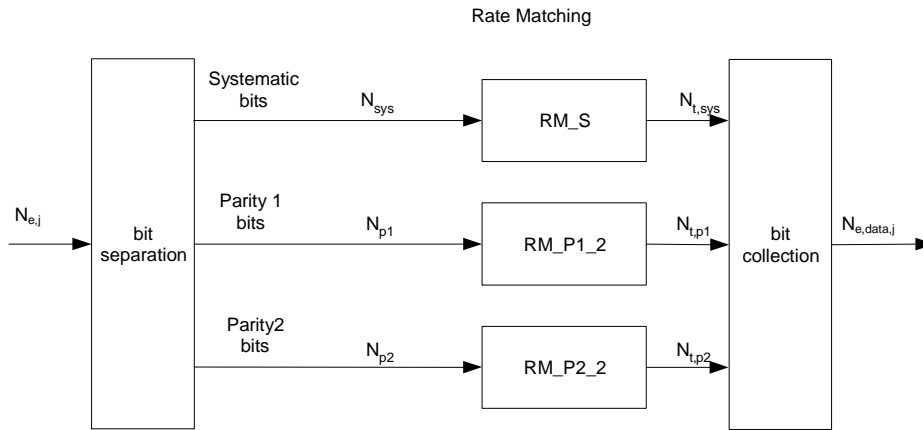 Rate Matching
Systematic
bits
N_sys
RM_S
N_t,sys
N_e,j
bit
separation
Parity 1
bits
N_p1
RM_P1_2
N_t,p1
bit
collection
N_e,data,j
Parity2
bits
N_p2
RM_P2_2
N_t,p2